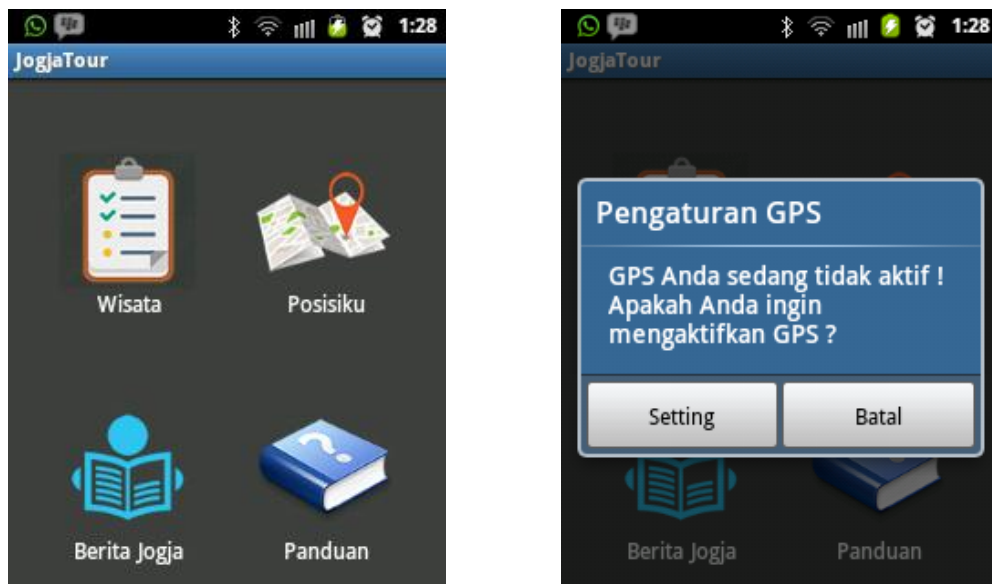 1:28
JogjaTour
Wisata
Posisiku
Berita Jogja
Panduan
1:28
JogjaTour
Pengaturan GPS
GPS Anda sedang tidak aktif !
Apakah Anda ingin
mengaktifkan GPS ?
Setting
Batal
Berita Jogja
Panduan